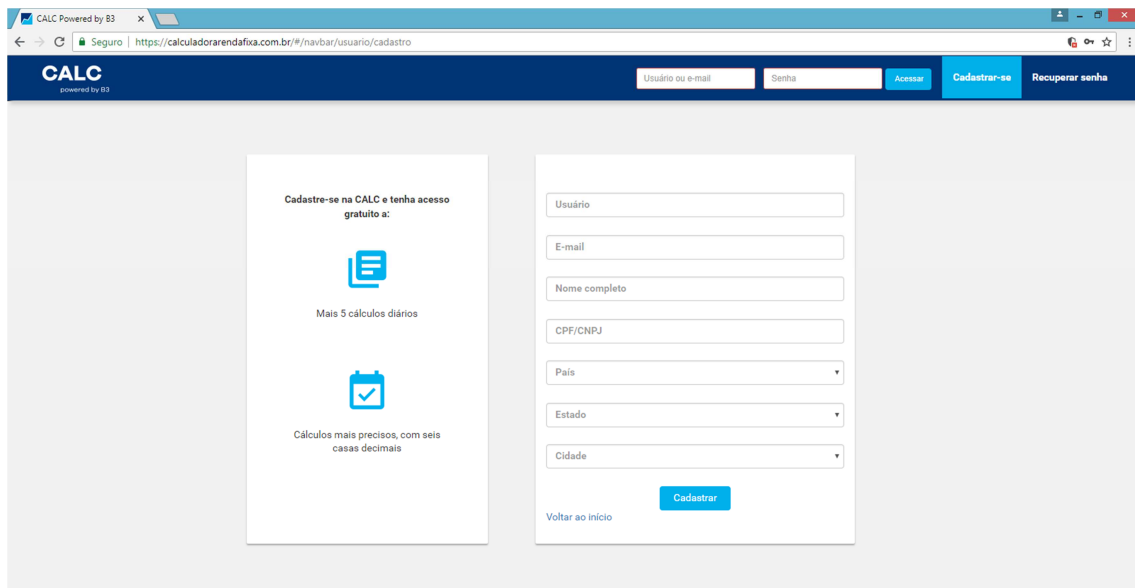 CALC Powered by B3
Seguro | https://calculadorarendafixa.com.br/#/navbar/usuario/cadastro
CALC
powered by B3
Usuário ou e-mail
Senha
Acessar
Cadastrar-se
Recuperar senha
Cadastre-se na CALC e tenha acesso
gratuito a:
Mais 5 cálculos diários
Cálculos mais precisos, com seis
casas decimais
Usuário
E-mail
Nome completo
CPF/CNPJ
País
Estado
Cidade
Cadastrar
Voltar ao início